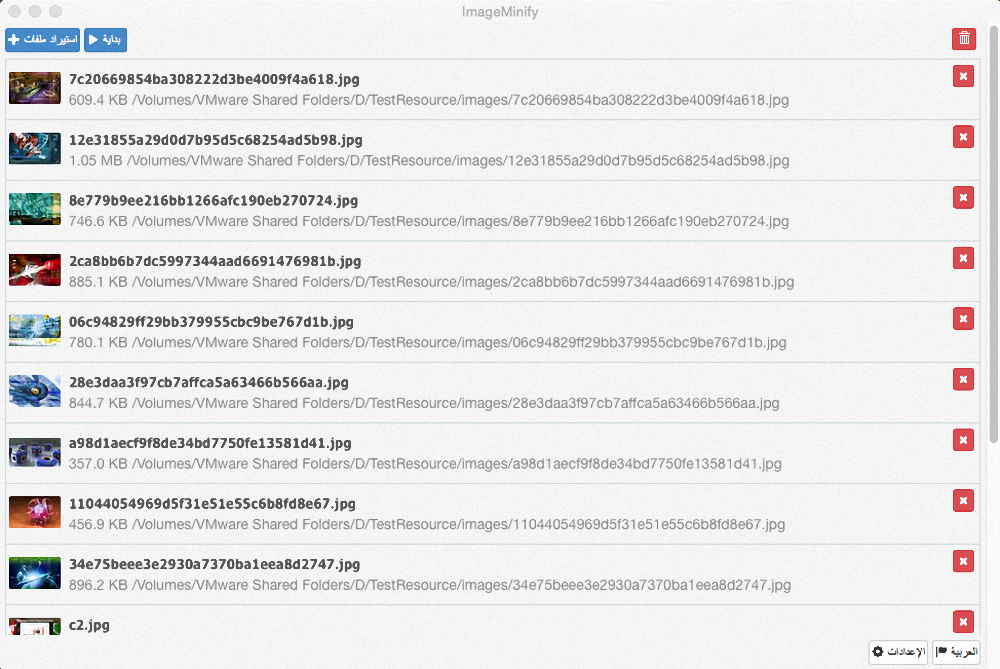 ImageMinify
استيراد ملفات
بداية
7c20669854ba308222d3be4009f4a618.jpg
609.4 KB /Volumes/VMware Shared Folders/D/TestResource/images/7c20669854ba308222d3be4009f4a618.jpg
12e31855a29d0d7b95d5c68254ad5b98.jpg
1.05 MB /Volumes/VMware Shared Folders/D/TestResource/images/12e31855a29d0d7b95d5c68254ad5b98.jpg
8e779b9ee216bb1266afc190eb270724.jpg
746.6 KB /Volumes/VMware Shared Folders/D/TestResource/images/8e779b9ee216bb1266afc190eb270724.jpg
2ca8bb6b7dc5997344aad6691476981b.jpg
885.1 KB /Volumes/VMware Shared Folders/D/TestResource/images/2ca8bb6b7dc5997344aad6691476981b.jpg
06c94829ff29bb379955cbc9be767d1b.jpg
780.1 KB /Volumes/VMware Shared Folders/D/TestResource/images/06c94829ff29bb379955cbc9be767d1b.jpg
28e3daa3f97cb7affca5a63466b566aa.jpg
844.7 KB /Volumes/VMware Shared Folders/D/TestResource/images/28e3daa3f97cb7affca5a63466b566aa.jpg
a98d1aecf9f8de34bd7750fe13581d41.jpg
357.0 KB /Volumes/VMware Shared Folders/D/TestResource/images/a98d1aecf9f8de34bd7750fe13581d41.jpg
11044054969d5f31e51e55c6b8fd8e67.jpg
456.9 KB /Volumes/VMware Shared Folders/D/TestResource/images/11044054969d5f31e51e55c6b8fd8e67.jpg
34e75beee3e2930a7370ba1eea8d2747.jpg
896.2 KB /Volumes/VMware Shared Folders/D/TestResource/images/34e75beee3e2930a7370ba1eea8d2747.jpg
c2.jpg
الإعدادات
العربية